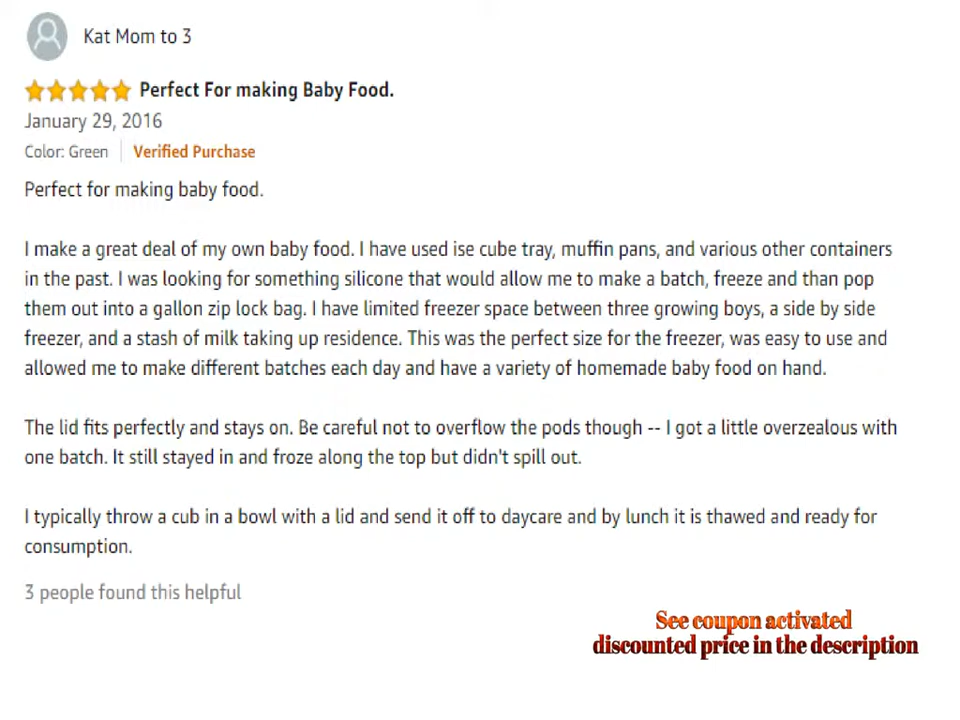 Kat Mom to 3
Perfect For making Baby Food.
January 29, 2016
Color: Green | Verified Purchase
Perfect for making baby food.
I make a great deal of my own baby food. I have used ise cube tray, muffin pans, and various other containers
in the past. I was looking for something silicone that would allow me to make a batch, freeze and than pop
them out into a gallon zip lock bag. I have limited freezer space between three growing boys, a side by side
freezer, and a stash of milk taking up residence. This was the perfect size for the freezer, was easy to use and
allowed me to make different batches each day and have a variety of homemade baby food on hand.
The lid fits perfectly and stays on. Be careful not to overflow the pods though -- I got a little overzealous with
one batch. It still stayed in and froze along the top but didn't spill out.
I typically throw a cub in a bowl with a lid and send it off to daycare and by lunch it is thawed and ready for
consumption.
3 people found this helpful
See coupon activated
discounted price in the description